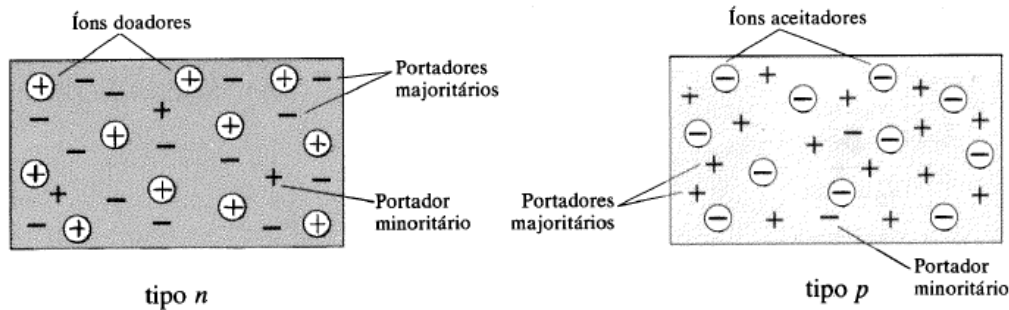 Íons doadores
Portadores
majoritários
Portador
minoritário
tipo n
Íons aceitadores
Portadores
majoritários
Portador
minoritário
tipo p